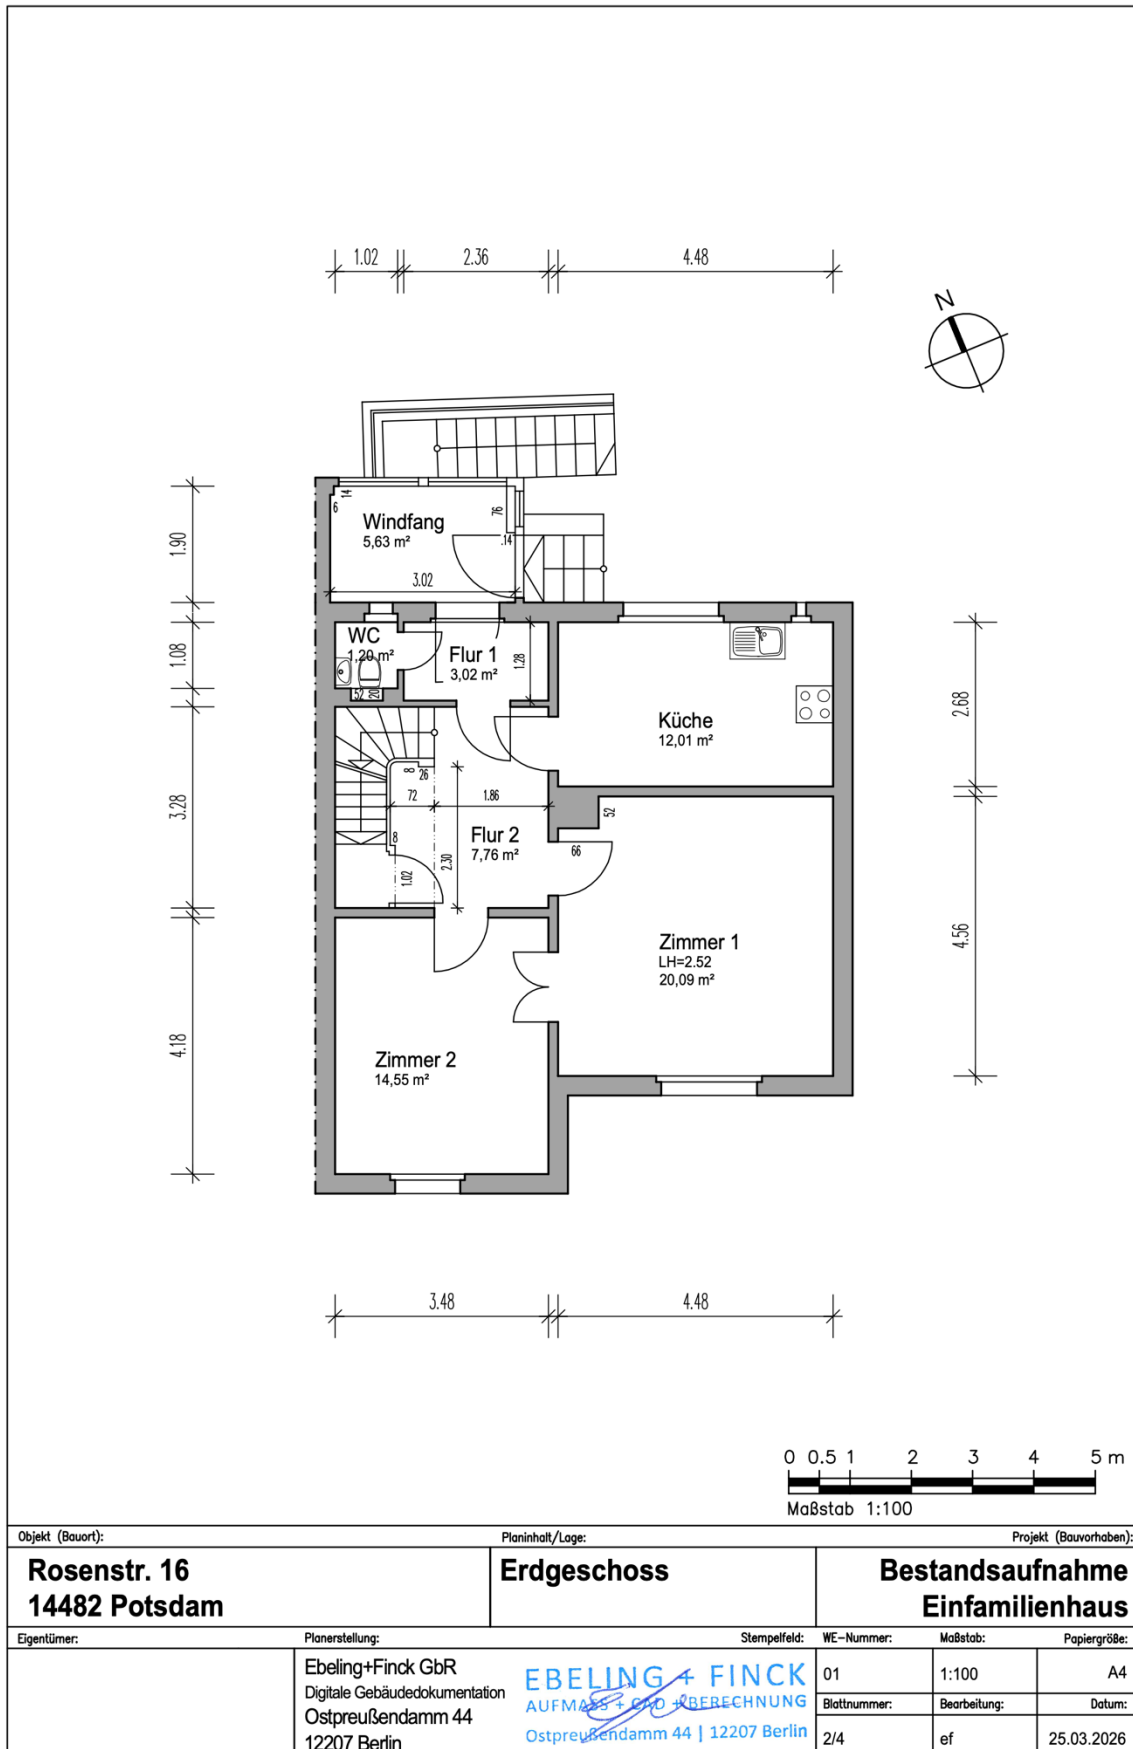 1.02 2.36 4.48
N
14
6
76
Windfang
5,63 m²
.14
1.90
3.02
WC
1,20 m²
Flur 1
3,02 m²
1.28
1.08
52 20
Küche
12,01 m²
2.68
8
26
72
1.86
52
3.28
8
Flur 2
7,76 m²
66
2.30
1.02
Zimmer 1
LH=2.52
20,09 m²
4.56
4.18
Zimmer 2
14,55 m²
3.48 4.48
0 0.5 1 2 3 4 5 m
Maßstab 1:100
Objekt (Bauort):
Rosenstr. 16
14482 Potsdam
Planinhalt/Lage:
Erdgeschoss
Projekt (Bauvorhaben):
Bestandsaufnahme
Einfamilienhaus
Eigentümer:
Planerstellung:
Ebeling+Finck GbR
Digitale Gebäudedokumentation
Ostpreußendamm 44
12207 Berlin
Stempelfeld:
EBELING + FINCK
AUFMASS + CAD + BERECHNUNG
Ostpreußendamm 44 | 12207 Berlin
WE-Nummer: Maßstab: Papiergröße:
01 1:100 A4
Blattnummer: Bearbeitung: Datum:
2/4 ef 25.03.2026